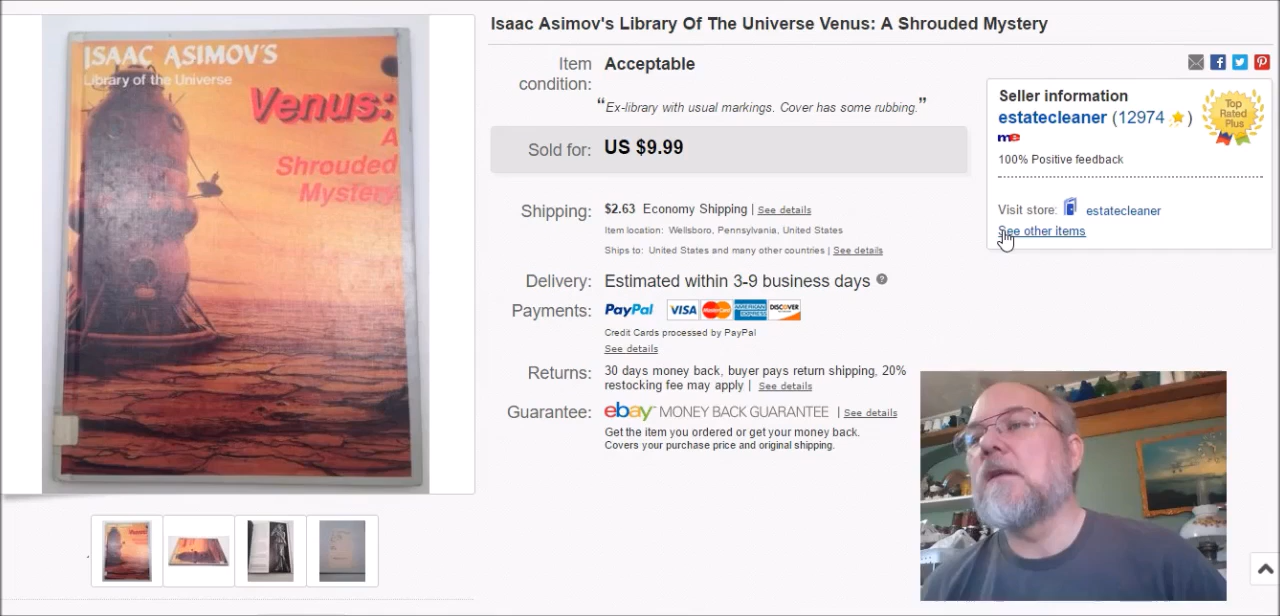 ISAAC ASIMOV'S
Library of the Universe
Venus:
A
Shrouded
Mystery
Isaac Asimov's Library Of The Universe Venus: A Shrouded Mystery
Item condition: Acceptable
“Ex-library with usual markings. Cover has some rubbing.”
Sold for: US $9.99
Shipping: $2.63 Economy Shipping | See details
Item location: Wellsboro, Pennsylvania, United States
Ships to: United States and many other countries | See details
Delivery: Estimated within 3-9 business days
Payments: PayPal VISA MasterCard AMERICAN EXPRESS DISCOVER
Credit Cards processed by PayPal
See details
Returns: 30 days money back, buyer pays return shipping, 20%
restocking fee may apply | See details
Guarantee: ebay MONEY BACK GUARANTEE | See details
Get the item you ordered or get your money back.
Covers your purchase price and original shipping.
Seller information
estatecleaner (12974 )
me
100% Positive feedback
Top
Rated
Plus
Visit store: estatecleaner
See other items